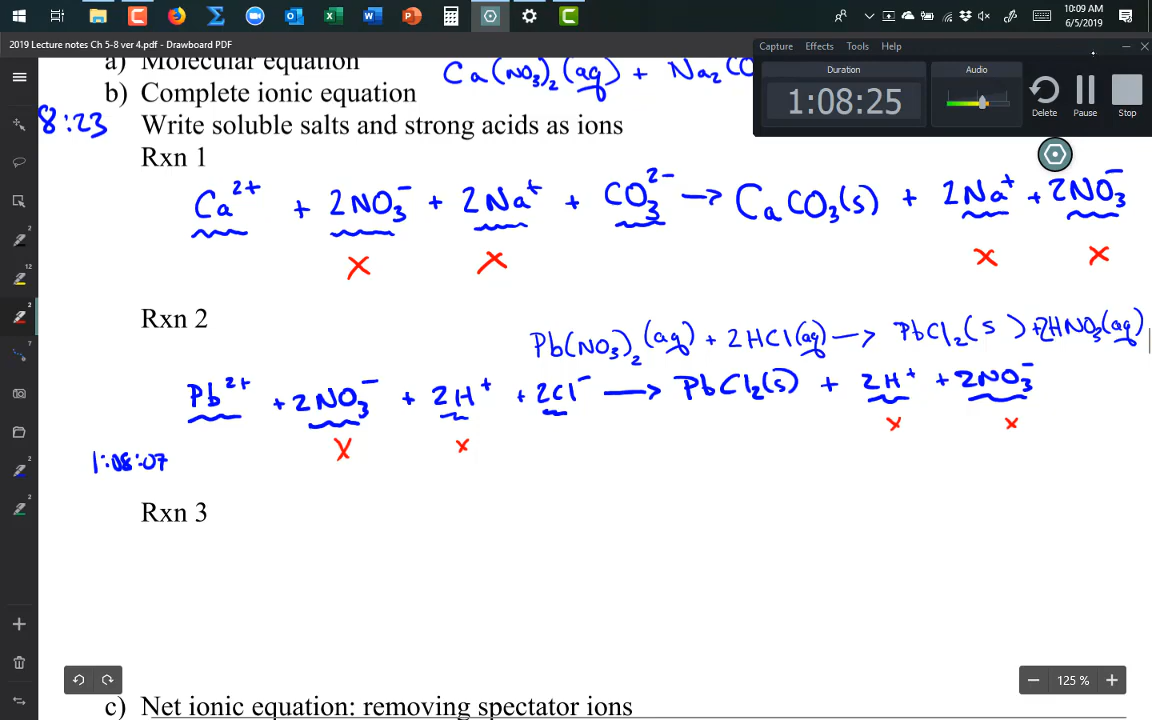 10:09 AM
6/5/2019
2019 Lecture notes Ch 5-8 ver 4.pdf - Drawboard PDF
Capture Effects Tools Help
Duration
Audio
1:08:25
Delete Pause Stop
a) Molecular equation
Ca(NO₃)₂(aq) + Na₂CO
b) Complete ionic equation
8:23
Write soluble salts and strong acids as ions
Rxn 1
Ca²⁺ + 2NO₃⁻ + 2Na⁺ + CO₃²⁻ → CaCO₃(s) + 2Na⁺ + 2NO₃⁻
x x x x
Rxn 2
Pb(NO₃)₂(aq) + 2HCl(aq) → PbCl₂(s) + 2HNO₃(aq)
Pb²⁺ + 2NO₃⁻ + 2H⁺ + 2Cl⁻ → PbCl₂(s) + 2H⁺ + 2NO₃⁻
x x x x
1:08:07
Rxn 3
125 %
c) Net ionic equation: removing spectator ions